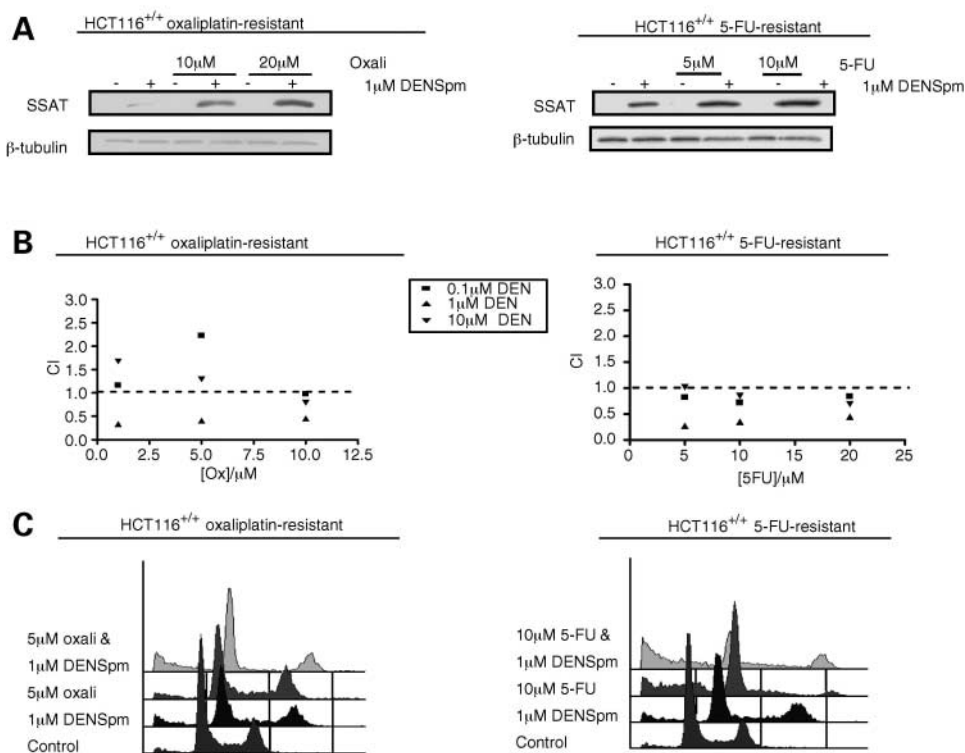 A
HCT116+/+ oxaliplatin-resistant
10µM 20µM Oxali
- + - + - + 1µM DENSpm
SSAT
β-tubulin
HCT116+/+ 5-FU-resistant
5µM 10µM 5-FU
- + - + - + 1µM DENSpm
SSAT
β-tubulin
B
HCT116+/+ oxaliplatin-resistant
3.0
2.5
2.0
1.5
1.0
0.5
0.0
CI
0.0 2.5 5.0 7.5 10.0 12.5
[Ox]/µM
0.1µM DEN
1µM DEN
10µM DEN
HCT116+/+ 5-FU-resistant
3.0
2.5
2.0
1.5
1.0
0.5
0.0
CI
0 5 10 15 20 25
[5FU]/µM
C
HCT116+/+ oxaliplatin-resistant
5µM oxali &
1µM DENSpm
5µM oxali
1µM DENSpm
Control
HCT116+/+ 5-FU-resistant
10µM 5-FU &
1µM DENSpm
10µM 5-FU
1µM DENSpm
Control